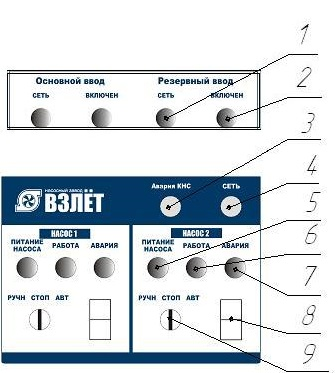 1
2
3
4
5
6
7
8
9
Основной ввод Резервный ввод
СЕТЬ ВКЛЮЧЕН СЕТЬ ВКЛЮЧЕН
НАСОСНЫЙ ЗАВОД
ВЗЛЁТ
Авария КНС СЕТЬ
НАСОС 1 НАСОС 2
ПИТАНИЕ НАСОСА РАБОТА АВАРИЯ ПИТАНИЕ НАСОСА РАБОТА АВАРИЯ
РУЧН СТОП АВТ РУЧН СТОП АВТ